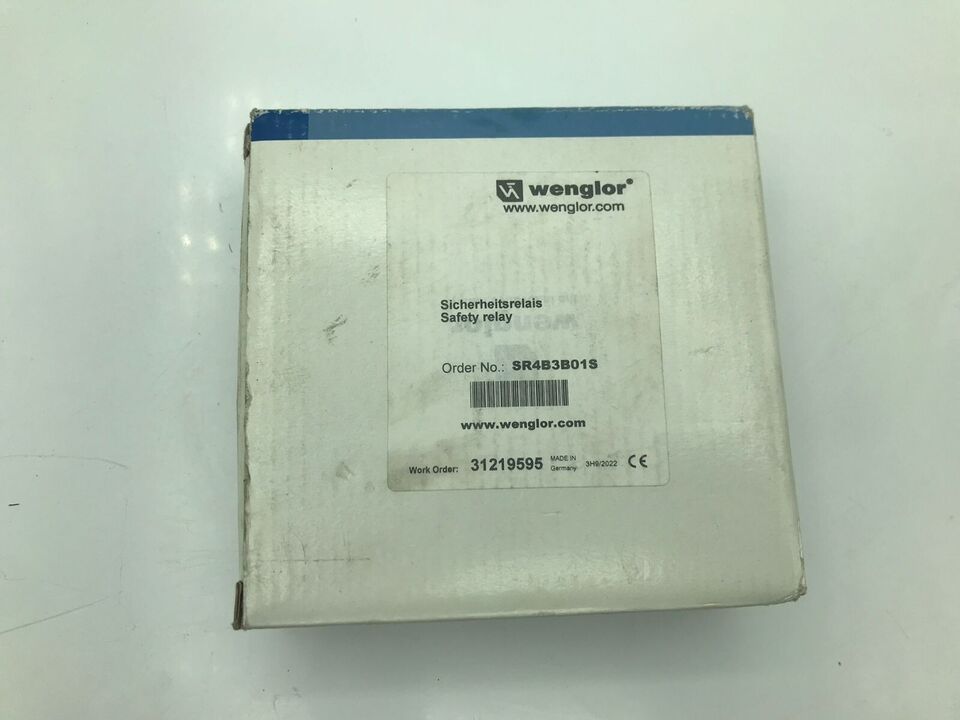 wenglor®
www.wenglor.com
Sicherheitsrelais
Safety relay
wenglor
Order No.: SR4B3B01S
www.wenglor.com
Work Order: 31219595 MADE IN Germany 3H9/2022 CE